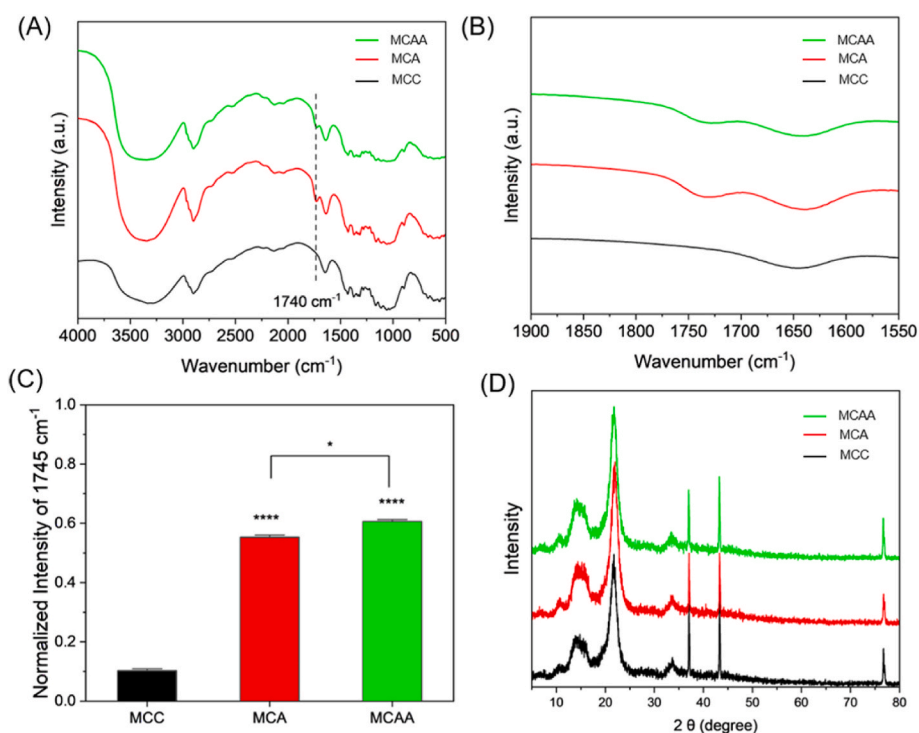 (A)
MCAA
MCA
MCC
Intensity (a.u.)
1740 cm⁻¹
4000 3500 3000 2500 2000 1500 1000 500
Wavenumber (cm⁻¹)
(B)
MCAA
MCA
MCC
Intensity (a.u.)
1900 1850 1800 1750 1700 1650 1600 1550
Wavenumber (cm⁻¹)
(C)
Normalized Intensity of 1745 cm⁻¹
1.0
0.8
0.6
0.4
0.2
0.0
*
****
****
MCC MCA MCAA
(D)
MCAA
MCA
MCC
Intensity
10 20 30 40 50 60 70 80
2 θ (degree)